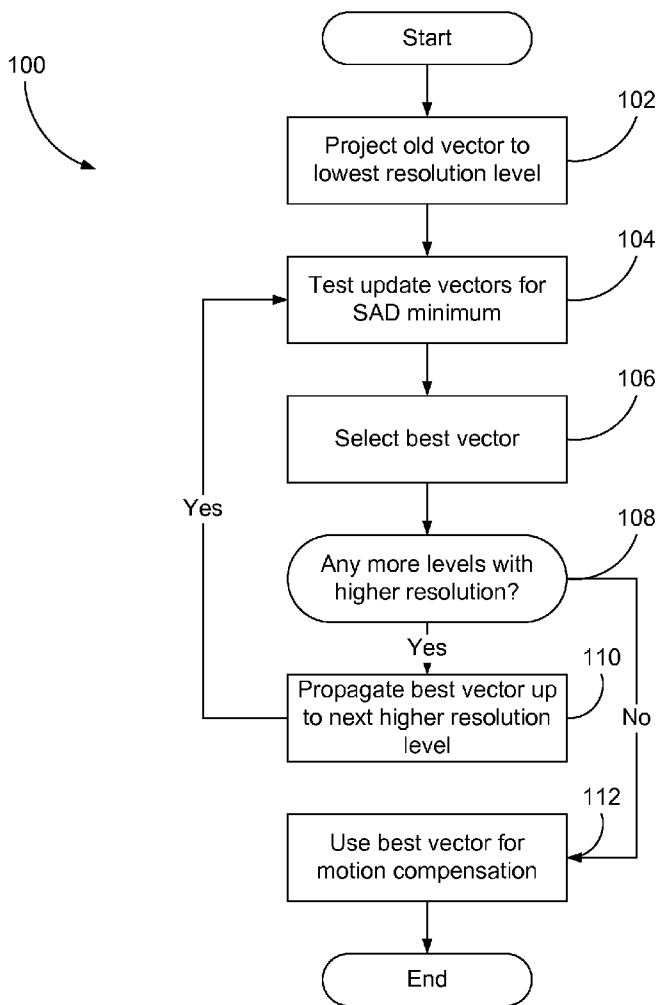 Start
100
102
Project old vector to
lowest resolution level
104
Test update vectors for
SAD minimum
106
Select best vector
Yes
108
Any more levels with
higher resolution?
Yes
110
Propagate best vector up
to next higher resolution
level
No
112
Use best vector for
motion compensation
End